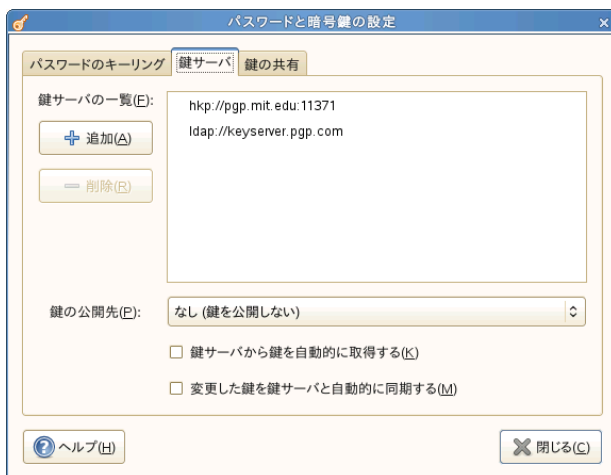 パスワードと暗号鍵の設定
パスワードのキーリング 鍵サーバ 鍵の共有
鍵サーバの一覧(F):
hkp://pgp.mit.edu:11371
ldap://keyserver.pgp.com
追加(A)
削除(R)
鍵の公開先(P): なし (鍵を公開しない)
鍵サーバから鍵を自動的に取得する(K)
変更した鍵を鍵サーバと自動的に同期する(M)
ヘルプ(H) 閉じる(C)